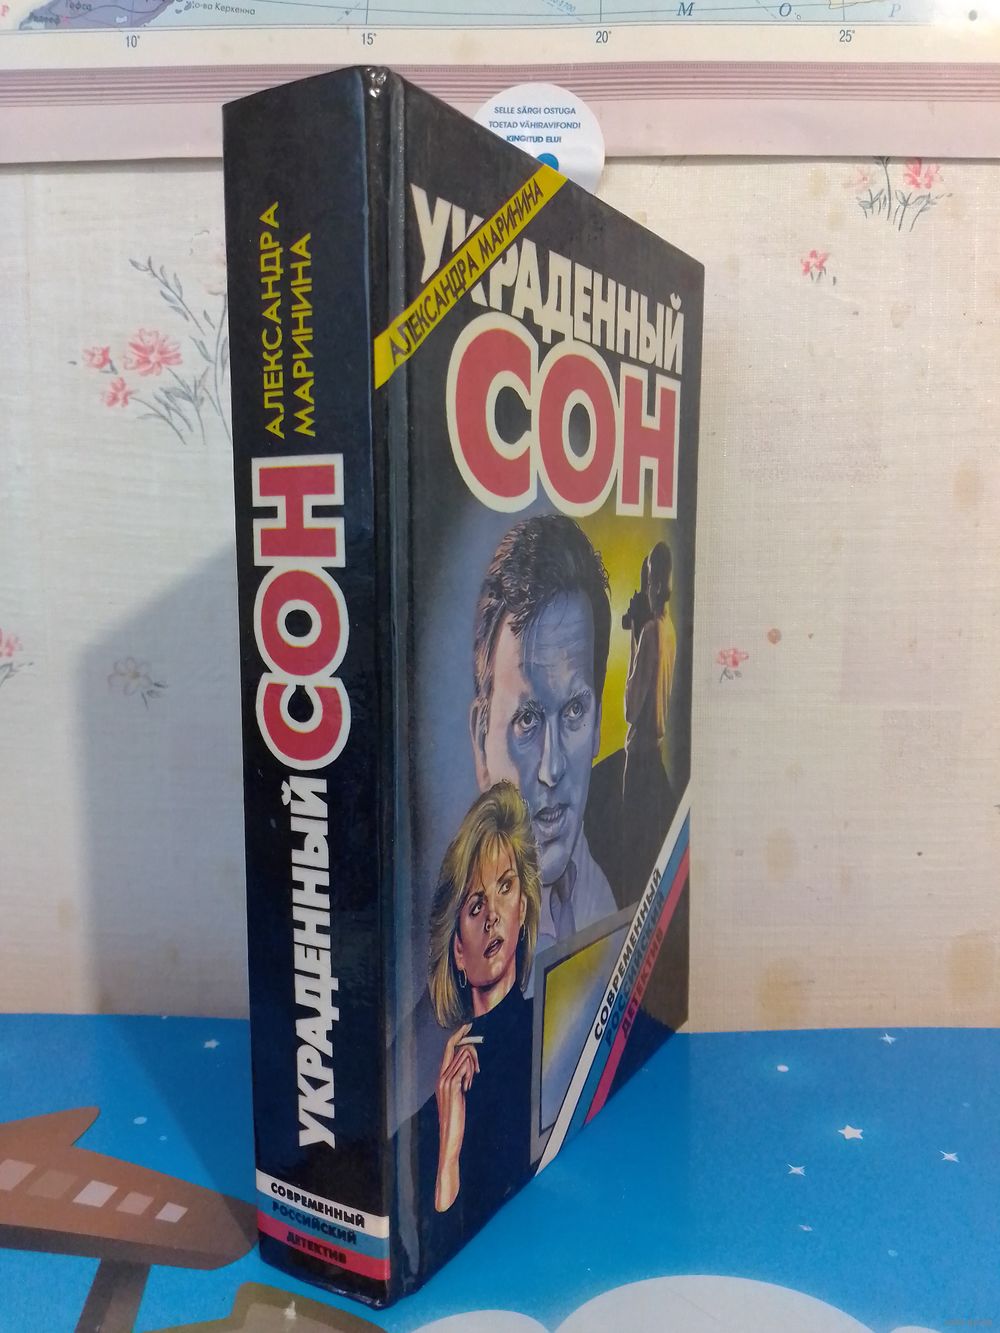 Гафса
о-ва Керкенна
М О Р
10° 15° 20° 25°
SELLE SÄRGI OSTUGA
TOETAD VÄHIRAVIFONDI
KINGITUD ELU!
АЛЕКСАНДРА МАРИНИНА
УКРАДЕННЫЙ
СОН
СОВРЕМЕННЫЙ
РОССИЙСКИЙ
ДЕТЕКТИВ
АЛЕКСАНДРА
МАРИНИНА
УКРАДЕННЫЙ СОН
СОВРЕМЕННЫЙ
РОССИЙСКИЙ
ДЕТЕКТИВ